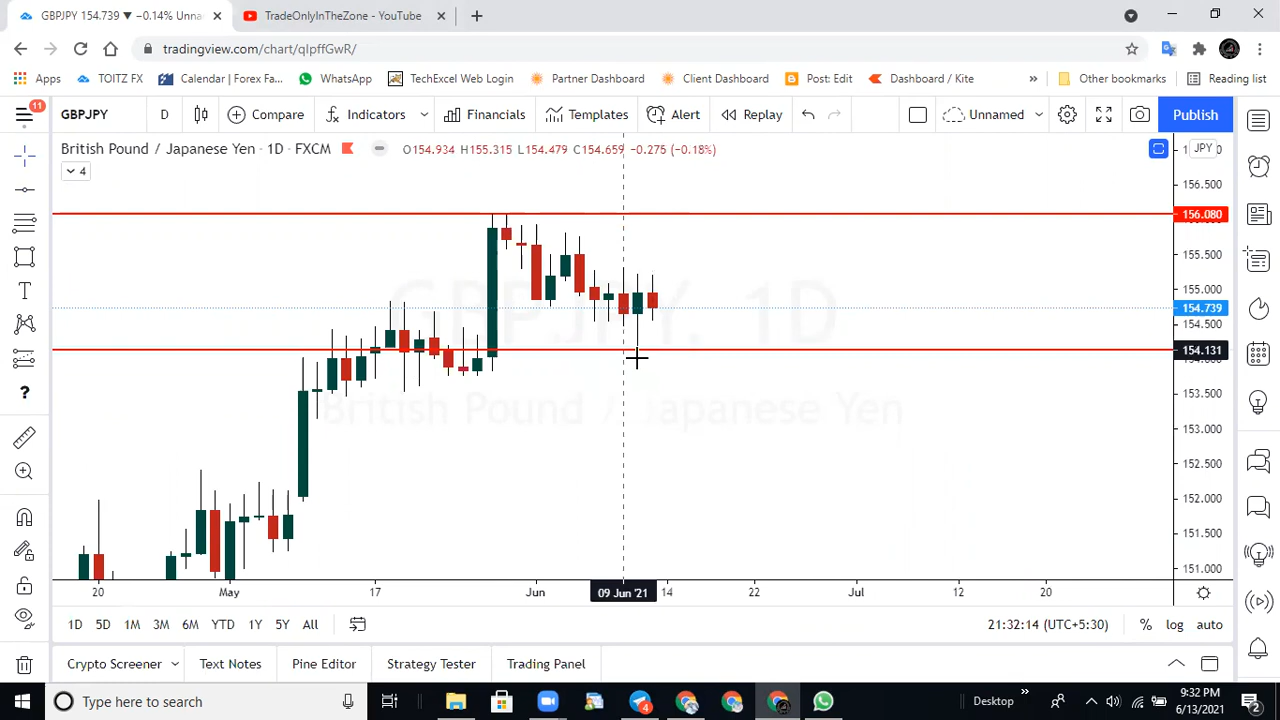 GBPJPY 154.739 ▼ −0.14% Unna
TradeOnlyInTheZone - YouTube
tradingview.com/chart/qIpffGwR/
Apps
TOITZ FX
Calendar | Forex Fa...
WhatsApp
TechExcel Web Login
Partner Dashboard
Client Dashboard
Post: Edit
Dashboard / Kite
»
Other bookmarks
Reading list
11
GBPJPY
D
Compare
Indicators
Financials
Templates
Alert
Replay
Unnamed
Publish
British Pound / Japanese Yen · 1D · FXCM
O154.934 H155.315 L154.479 C154.659 −0.275 (−0.18%)
JPY
4
156.500
156.080
155.500
155.000
154.739
154.500
154.131
153.500
153.000
152.500
152.000
151.500
151.000
GBPJPY, 1D
British Pound / Japanese Yen
20
May
17
Jun
09 Jun '21
14
22
Jul
12
20
1D
5D
1M
3M
6M
YTD
1Y
5Y
All
21:32:14 (UTC+5:30)
%
log
auto
Crypto Screener
Text Notes
Pine Editor
Strategy Tester
Trading Panel
Type here to search
4
Desktop
»
9:32 PM
6/13/2021
2